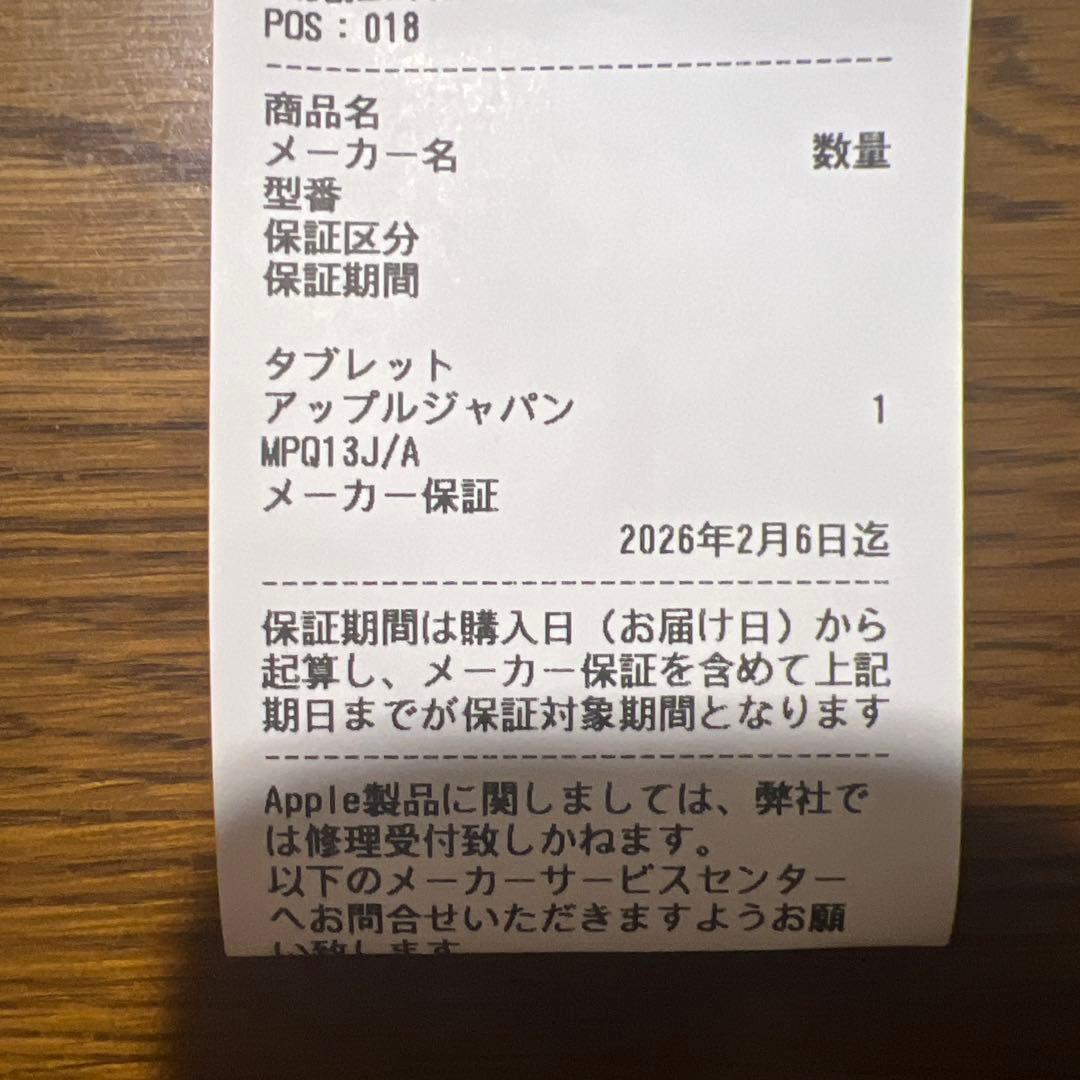 POS：018
商品名
メーカー名 数量
型番
保証区分
保証期間
タブレット
アップルジャパン 1
MPQ13J/A
メーカー保証
2026年2月6日迄
保証期間は購入日（お届け日）から
起算し、メーカー保証を含めて上記
期日までが保証対象期間となります
Apple製品に関しましては、弊社で
は修理受付致しかねます。
以下のメーカーサービスセンター
へお問合せいただきますようお願
い致します